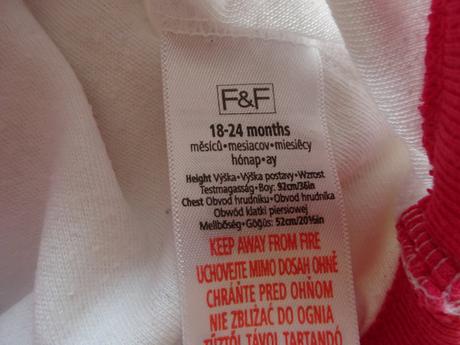 F&F
18-24 months
měsíců•mesiacov•miesięcy
hónap•ay
Height Výška•Výška postavy•Wzrost
Testmagasság•Boy: 92cm/36in
Chest Obvod hrudníku•Obvod hrudníka
Obwód klatki piersiowej
Mellbőség•Göğüs: 52cm/20½in
KEEP AWAY FROM FIRE
UCHOVEJTE MIMO DOSAH OHNĚ
CHRÁNTE PRED OHŇOM
NIE ZBLIŻAĆ DO OGNIA
TŰZTŐL TÁVOL TARTANDÓ